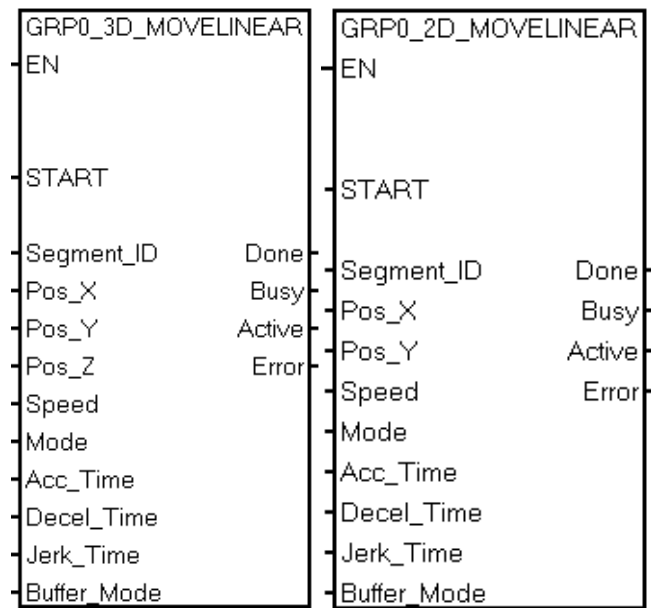 GRP0_3D_MOVELINEAR
EN
START
Segment_ID Done
Pos_X Busy
Pos_Y Active
Pos_Z Error
Speed
Mode
Acc_Time
Decel_Time
Jerk_Time
Buffer_Mode
GRP0_2D_MOVELINEAR
EN
START
Segment_ID Done
Pos_X Busy
Pos_Y Active
Speed Error
Mode
Acc_Time
Decel_Time
Jerk_Time
Buffer_Mode